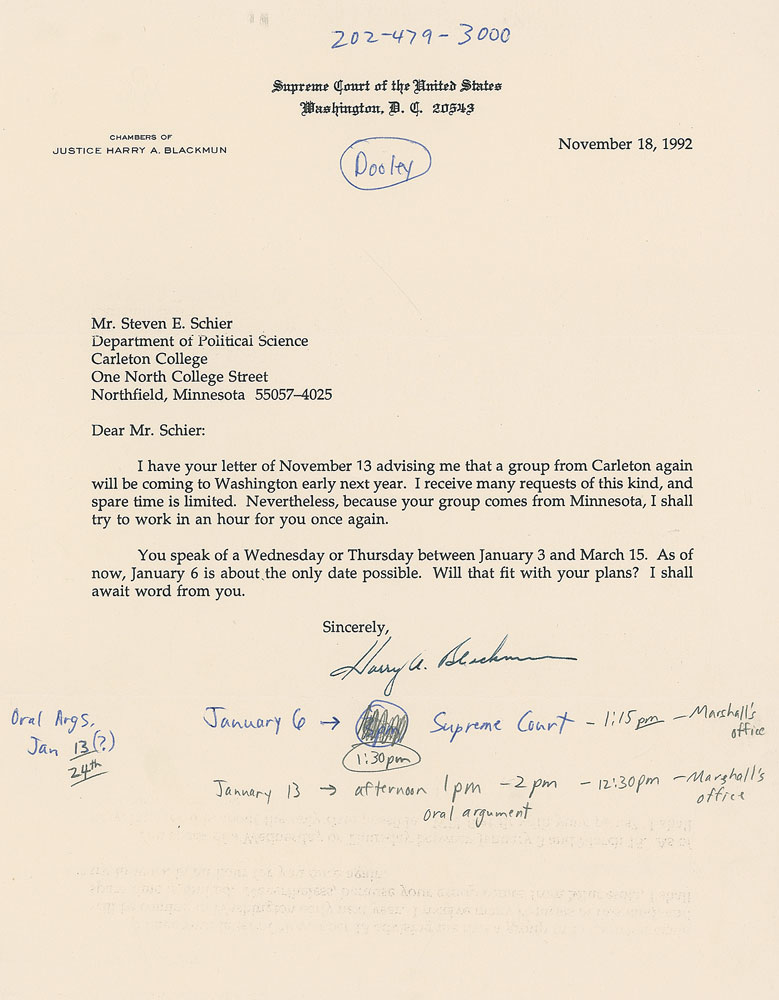 202-479-3000
Supreme Court of the United States
Washington, D. C. 20543
CHAMBERS OF
JUSTICE HARRY A. BLACKMUN
November 18, 1992
Dooley
Mr. Steven E. Schier
Department of Political Science
Carleton College
One North College Street
Northfield, Minnesota 55057–4025
Dear Mr. Schier:
I have your letter of November 13 advising me that a group from Carleton again
will be coming to Washington early next year. I receive many requests of this kind, and
spare time is limited. Nevertheless, because your group comes from Minnesota, I shall
try to work in an hour for you once again.
You speak of a Wednesday or Thursday between January 3 and March 15. As of
now, January 6 is about the only date possible. Will that fit with your plans? I shall
await word from you.
Sincerely,
Harry A. Blackmun
Oral Args,
Jan 13(?)
24th
January 6 → Supreme Court - 1:15 pm - Marshall's
office
1:30pm
January 13 → afternoon 1pm - 2pm - 12:30pm - Marshall's
office
oral argument